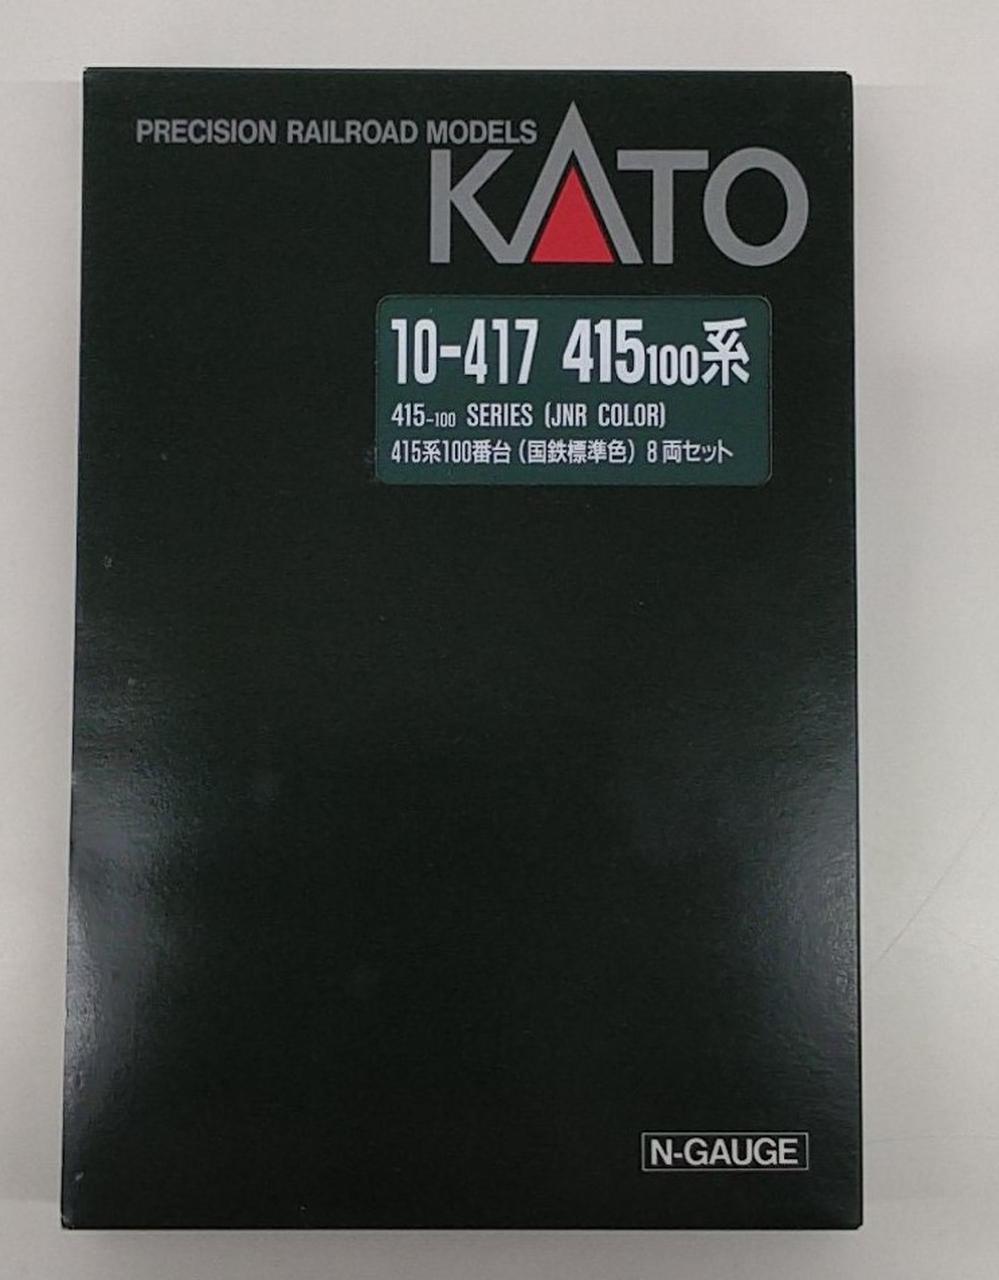 PRECISION RAILROAD MODELS
KATO
10-417 415100系
415-100 SERIES (JNR COLOR)
415系100番台(国鉄標準色)8両セット
N-GAUGE